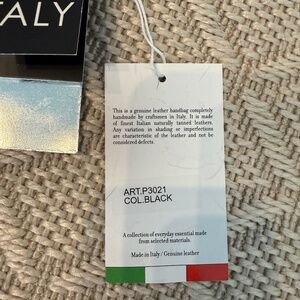 ITALY
This is a genuine leather handbag completely
handmade by craftsmen in Italy. It is made
of finest Italian naturally tanned leathers.
Any variation in shading or imperfections
are characteristic of the leather and not be
considered defects.
ART.P3021
COL.BLACK
A collection of everyday essential made
from selected materials.
Made in Italy / Genuine leather